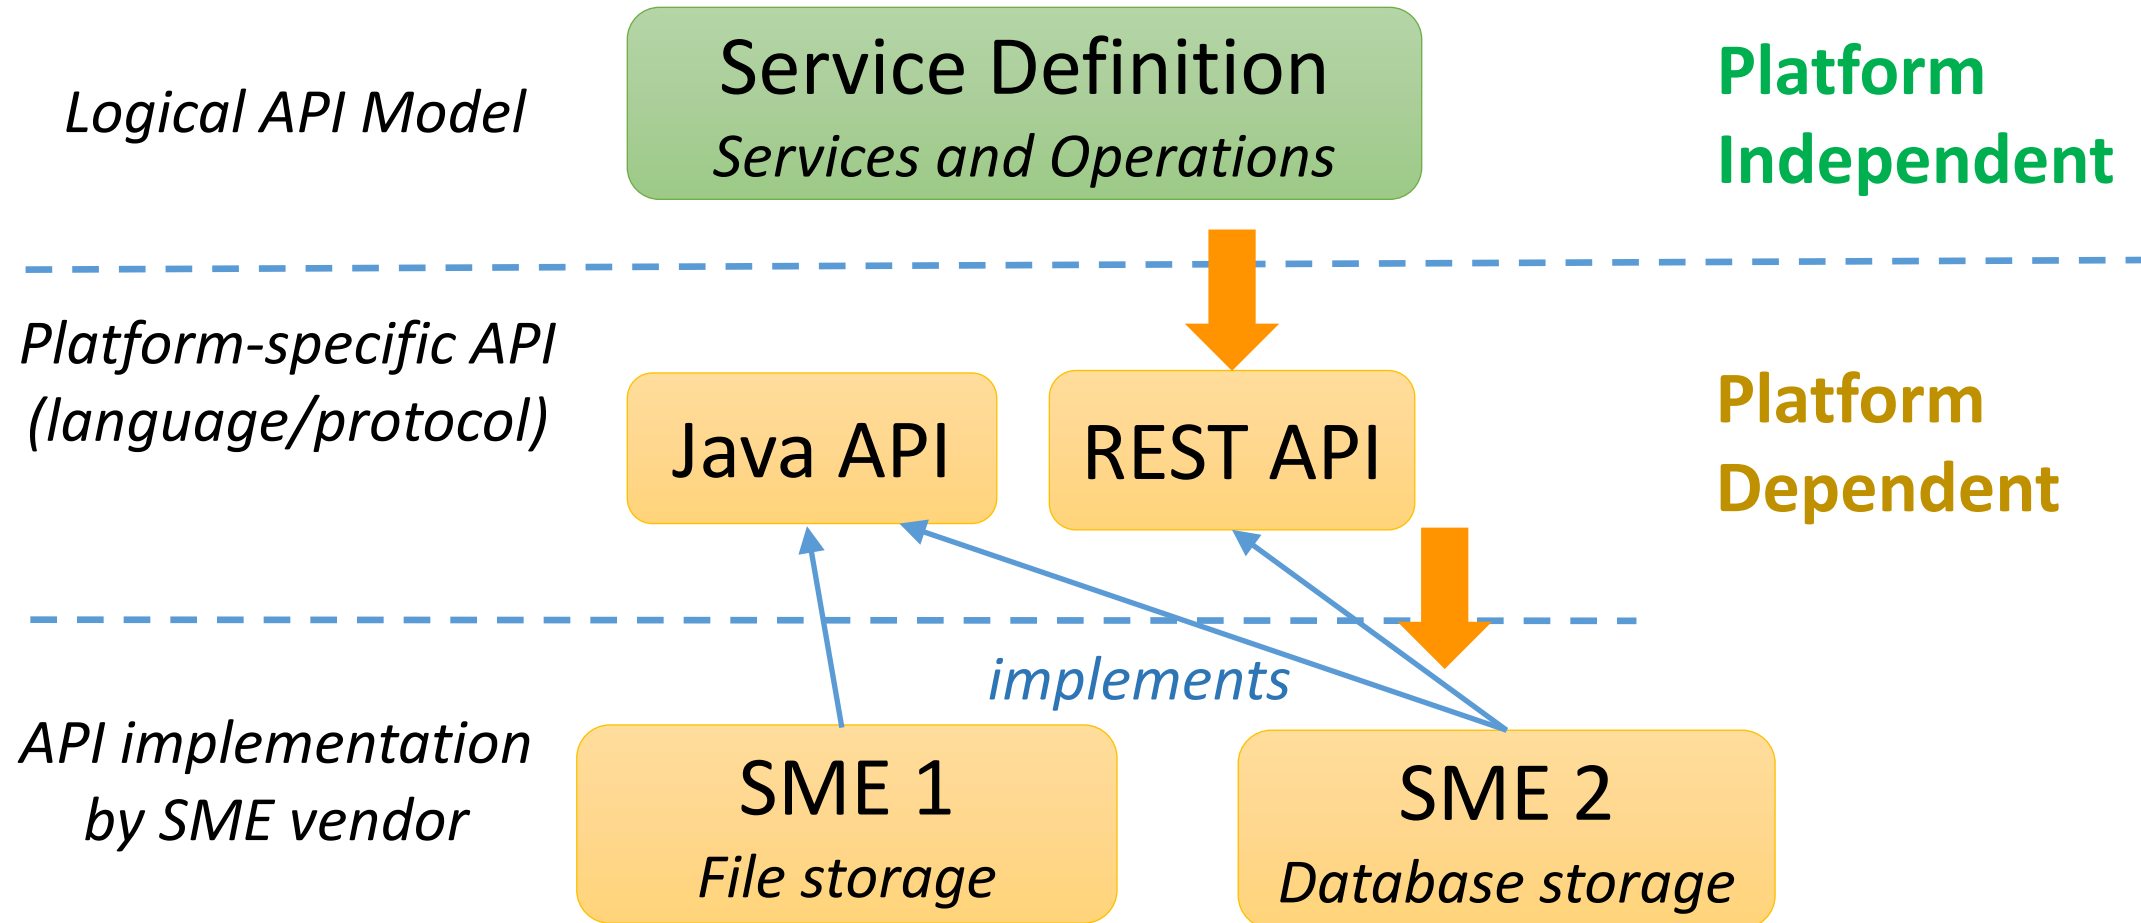 Logical API Model
Service Definition
Services and Operations
Platform
Independent
Platform-specific API
(language/protocol)
Java API
REST API
Platform
Dependent
implements
API implementation
by SME vendor
SME 1
File storage
SME 2
Database storage